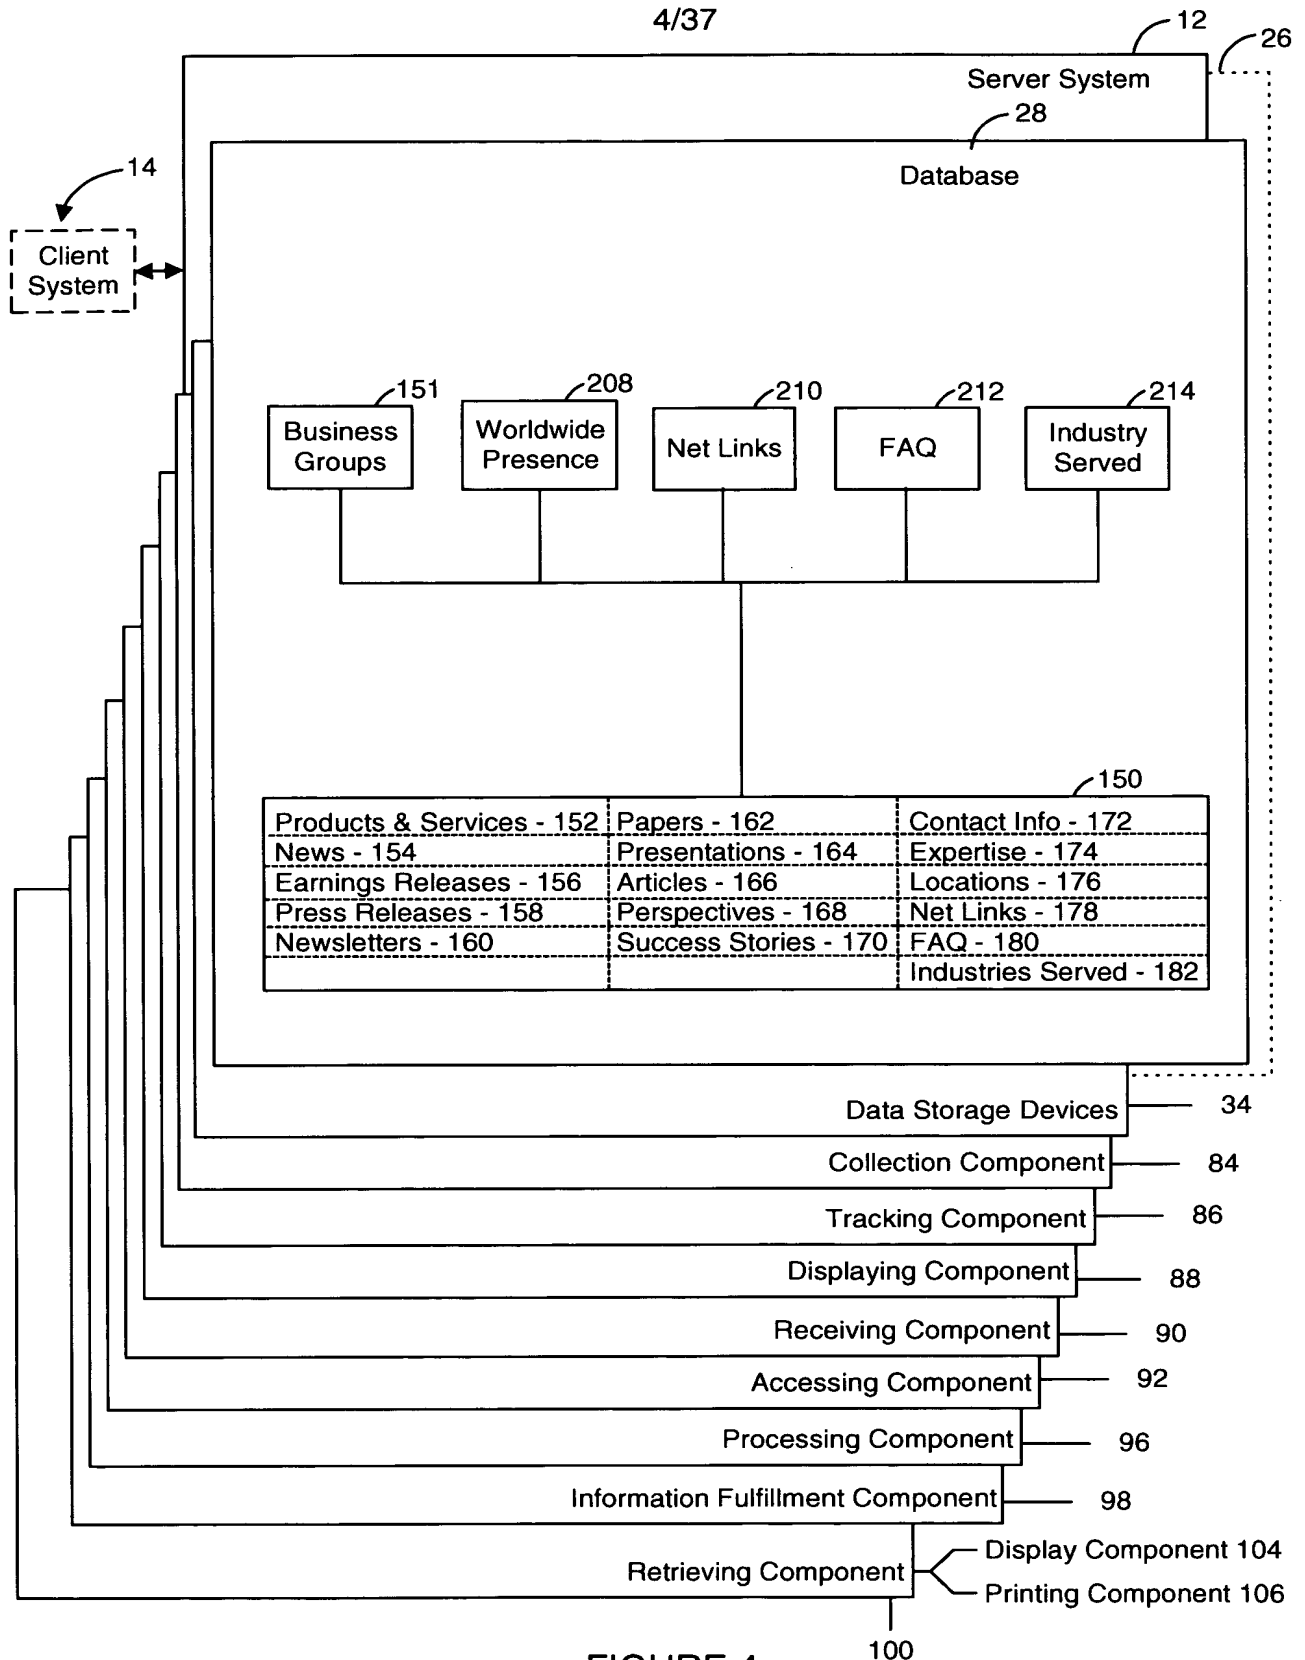 4/37
12
26
Server System
28
Database
14
Client
System
151
208
210
212
214
Business
Groups
Worldwide
Presence
Net Links
FAQ
Industry
Served
150
Products & Services - 152
Papers - 162
Contact Info - 172
News - 154
Presentations - 164
Expertise - 174
Earnings Releases - 156
Articles - 166
Locations - 176
Press Releases - 158
Perspectives - 168
Net Links - 178
Newsletters - 160
Success Stories - 170
FAQ - 180
Industries Served - 182
Data Storage Devices
34
Collection Component
84
Tracking Component
86
Displaying Component
88
Receiving Component
90
Accessing Component
92
Processing Component
96
Information Fulfillment Component
98
Retrieving Component
Display Component 104
Printing Component 106
100